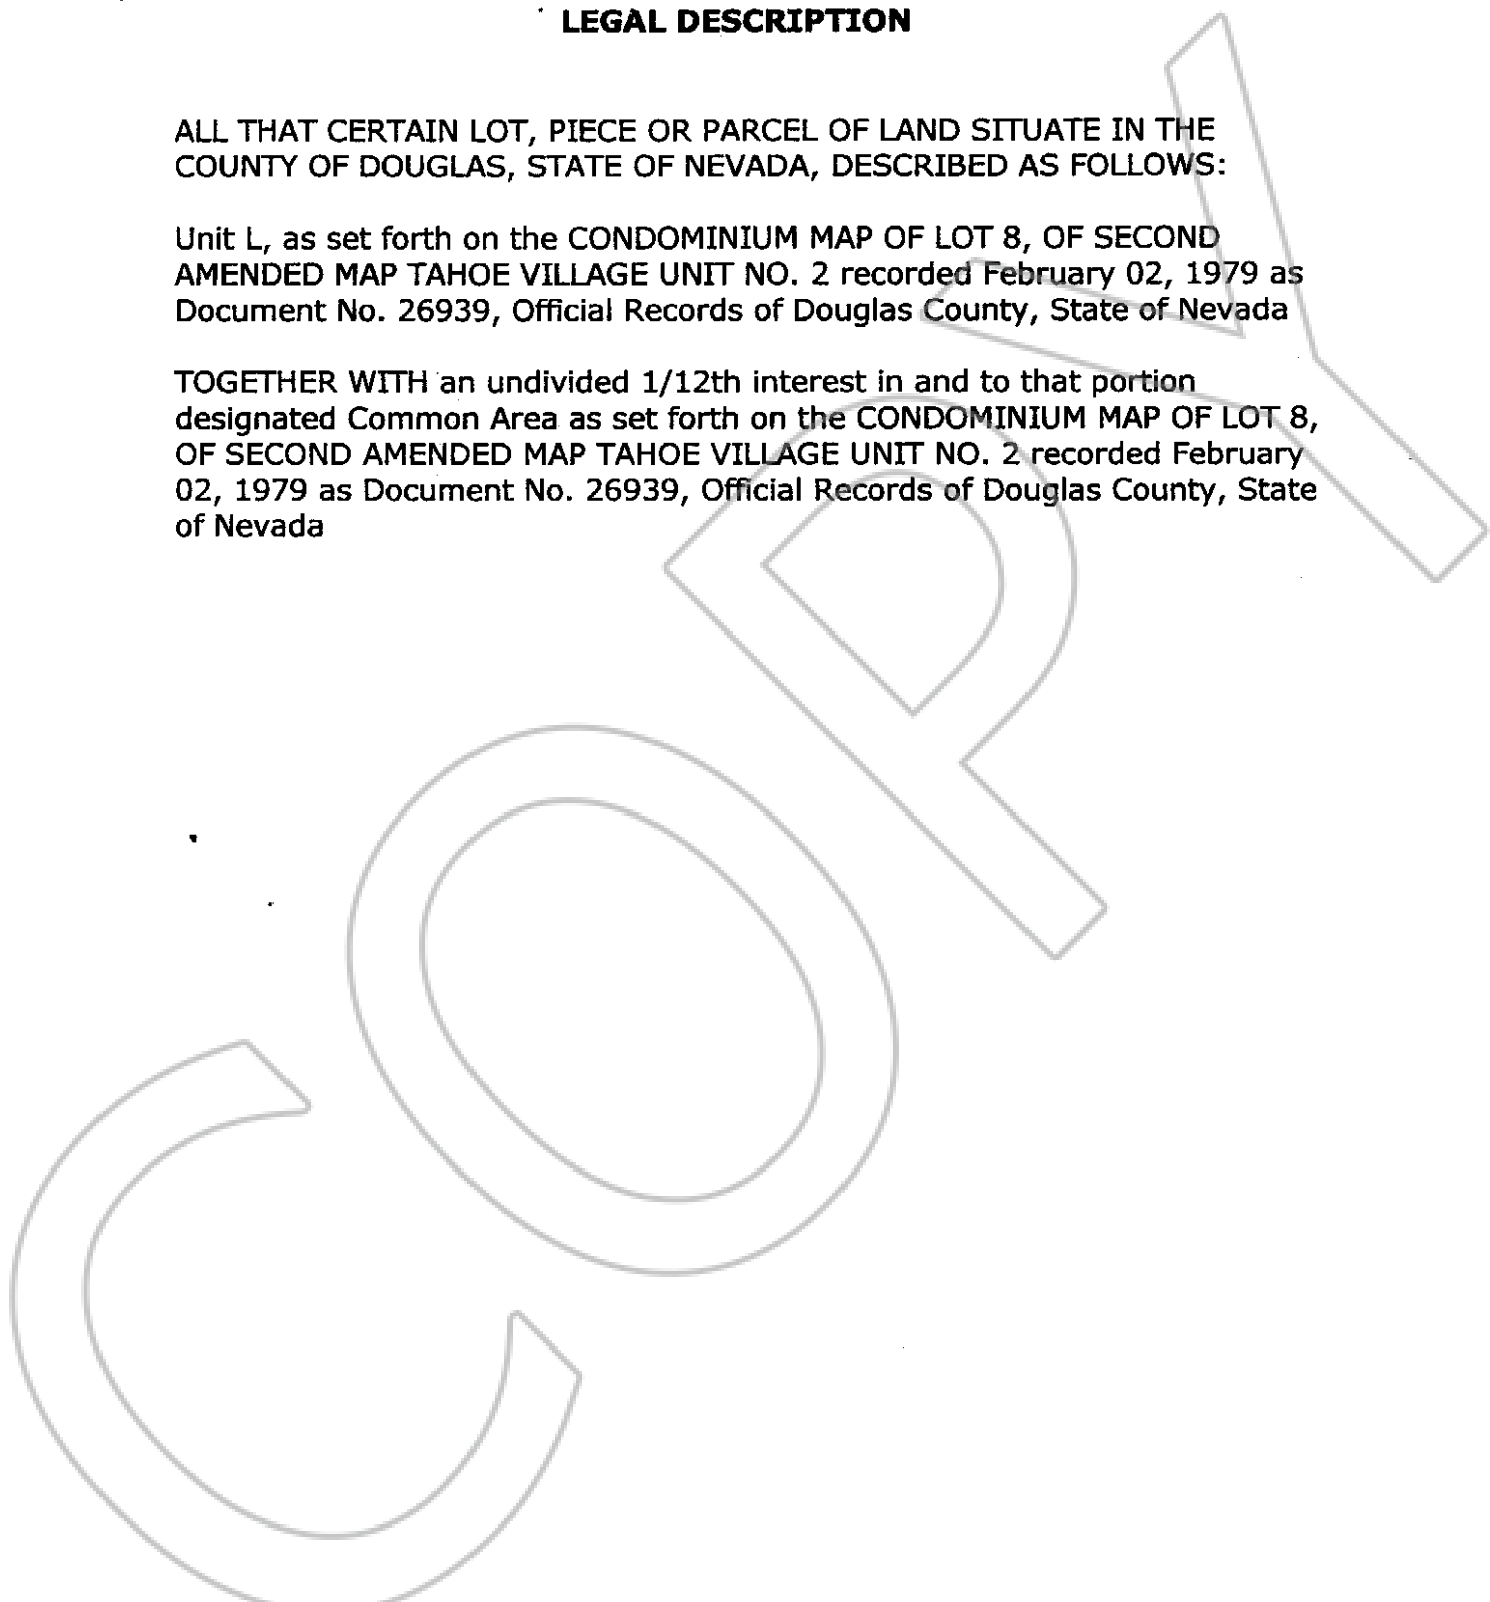 LEGAL DESCRIPTION
ALL THAT CERTAIN LOT, PIECE OR PARCEL OF LAND SITUATE IN THE
COUNTY OF DOUGLAS, STATE OF NEVADA, DESCRIBED AS FOLLOWS:
Unit L, as set forth on the CONDOMINIUM MAP OF LOT 8, OF SECOND
AMENDED MAP TAHOE VILLAGE UNIT NO. 2 recorded February 02, 1979 as
Document No. 26939, Official Records of Douglas County, State of Nevada
TOGETHER WITH an undivided 1/12th interest in and to that portion
designated Common Area as set forth on the CONDOMINIUM MAP OF LOT 8,
OF SECOND AMENDED MAP TAHOE VILLAGE UNIT NO. 2 recorded February
02, 1979 as Document No. 26939, Official Records of Douglas County, State
of Nevada
COPY